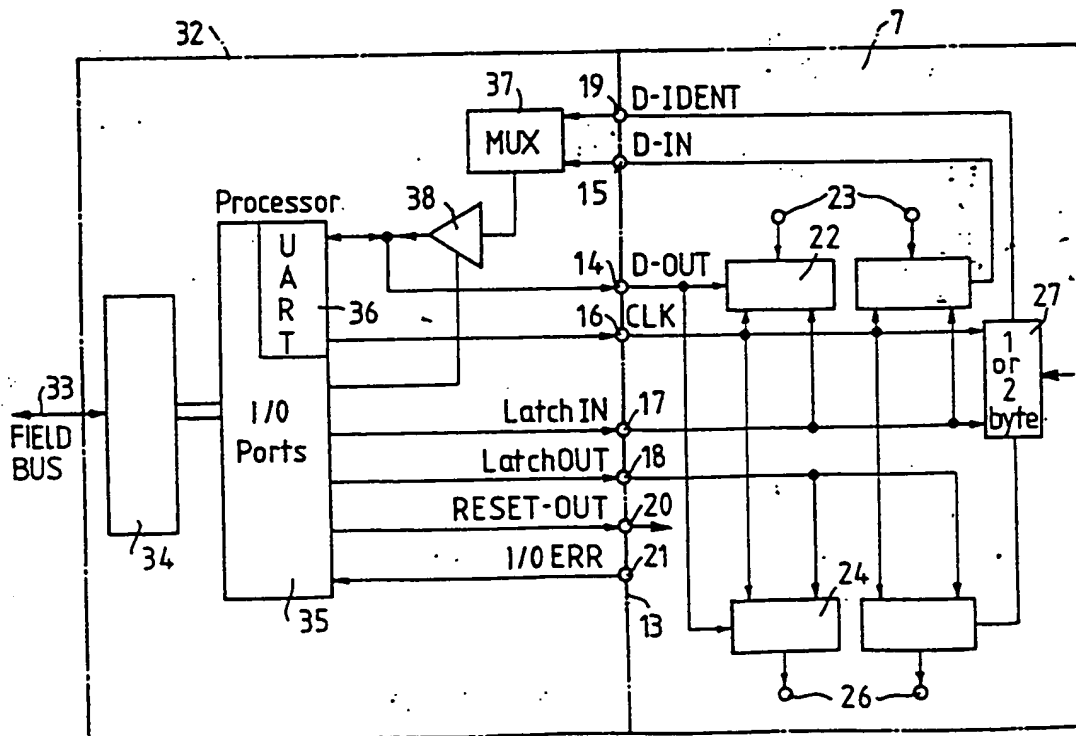 32
7
37
19
D-IDENT
MUX
D-IN
15
Processor
38
23
22
UART
14
D-OUT
36
16
CLK
27
1
or
2
byte
33
FIELD
BUS
I/O
Ports
LatchIN
17
LatchOUT
18
RESET-OUT
20
34
I/O ERR
21
35
13
24
26